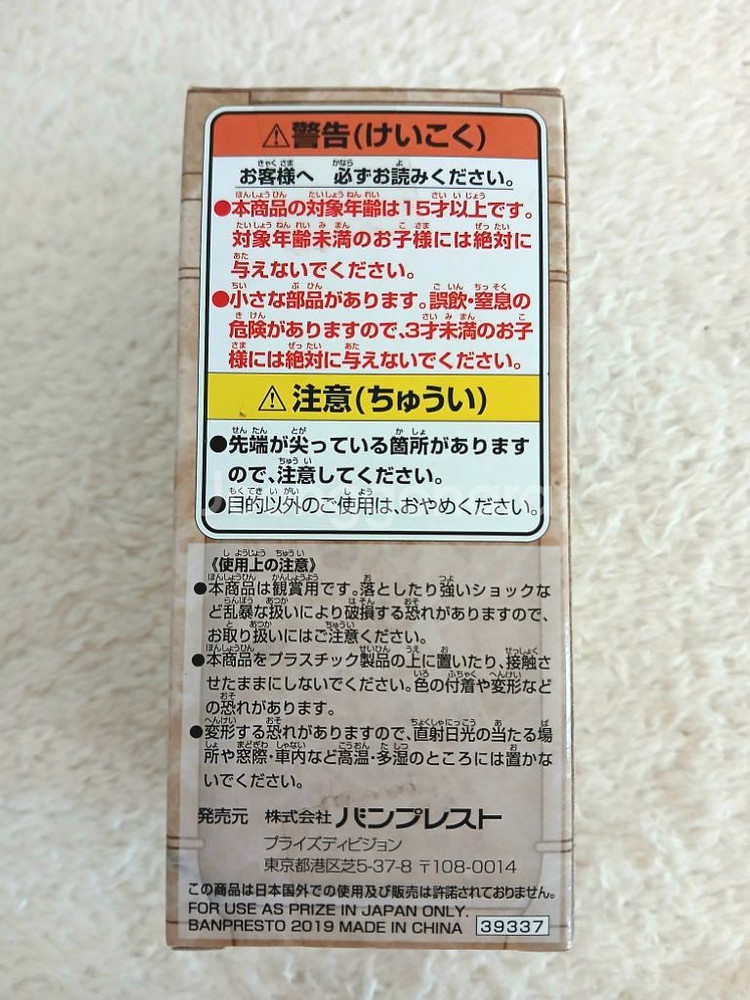 ⚠警告(けいこく)
お客様へ 必ずお読みください。
●本商品の対象年齢は15才以上です。
対象年齢未満のお子様には絶対に
与えないでください。
●小さな部品があります。誤飲・窒息の
危険がありますので、3才未満のお子
様には絶対に与えないでください。
⚠注意(ちゅうい)
●先端が尖っている箇所があります
ので、注意してください。
●目的以外のご使用は、おやめください。
《使用上の注意》
●本商品は観賞用です。落としたり強いショックな
ど乱暴な扱いにより破損する恐れがありますので、
お取り扱いにはご注意ください。
●本商品をプラスチック製品の上に置いたり、接触さ
せたままにしないでください。色の付着や変形など
の恐れがあります。
●変形する恐れがありますので、直射日光の当たる場
所や窓際・車内など高温・多湿のところには置かな
いでください。
発売元 株式会社 バンプレスト
プライズディビジョン
東京都港区芝5-37-8 〒108-0014
この商品は日本国外での使用及び販売は許諾されておりません。
FOR USE AS PRIZE IN JAPAN ONLY.
BANPRESTO 2019 MADE IN CHINA 39337